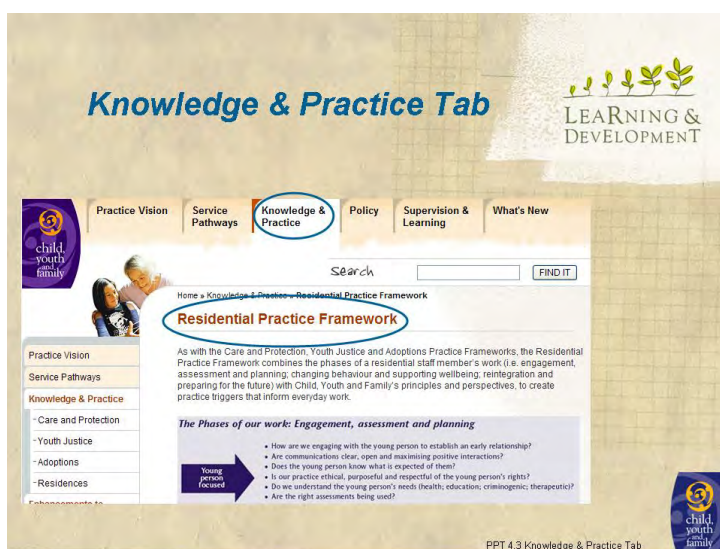 Knowledge & Practice Tab
LEARNING &
DEVELOPMENT
Practice Vision
Service
Pathways
Knowledge &
Practice
Policy
Supervision &
Learning
What's New
child,
youth
and
family
Search
FIND IT
Home » Knowledge & Practice » Residential Practice Framework
Residential Practice Framework
As with the Care and Protection, Youth Justice and Adoptions Practice Frameworks, the Residential
Practice Framework combines the phases of a residential staff member's work (i.e. engagement,
assessment and planning; changing behaviour and supporting wellbeing; reintegration and
preparing for the future) with Child, Youth and Family's principles and perspectives, to create
practice triggers that inform everyday work.
Practice Vision
Service Pathways
Knowledge & Practice
- Care and Protection
- Youth Justice
- Adoptions
- Residences
Enhancements to
The Phases of our work: Engagement, assessment and planning
Young
person
focused
• How are we engaging with the young person to establish an early relationship?
• Are communications clear, open and maximising positive interactions?
• Does the young person know what is expected of them?
• Is our practice ethical, purposeful and respectful of the young person's rights?
• Do we understand the young person's needs (health; education; criminogenic; therapeutic)?
• Are the right assessments being used?
PPT 4.3 Knowledge & Practice Tab
child,
youth
and
family